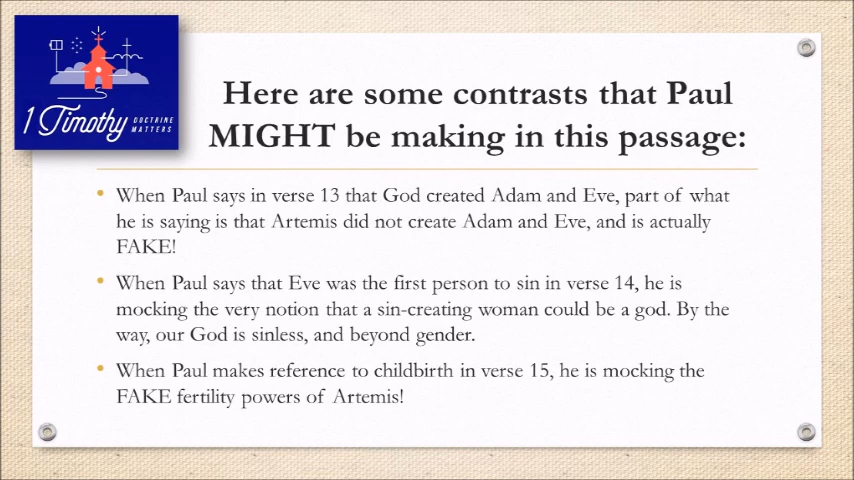 1 Timothy DOCTRINE
MATTERS
Here are some contrasts that Paul
MIGHT be making in this passage:
• When Paul says in verse 13 that God created Adam and Eve, part of what
he is saying is that Artemis did not create Adam and Eve, and is actually
FAKE!
• When Paul says that Eve was the first person to sin in verse 14, he is
mocking the very notion that a sin-creating woman could be a god. By the
way, our God is sinless, and beyond gender.
• When Paul makes reference to childbirth in verse 15, he is mocking the
FAKE fertility powers of Artemis!